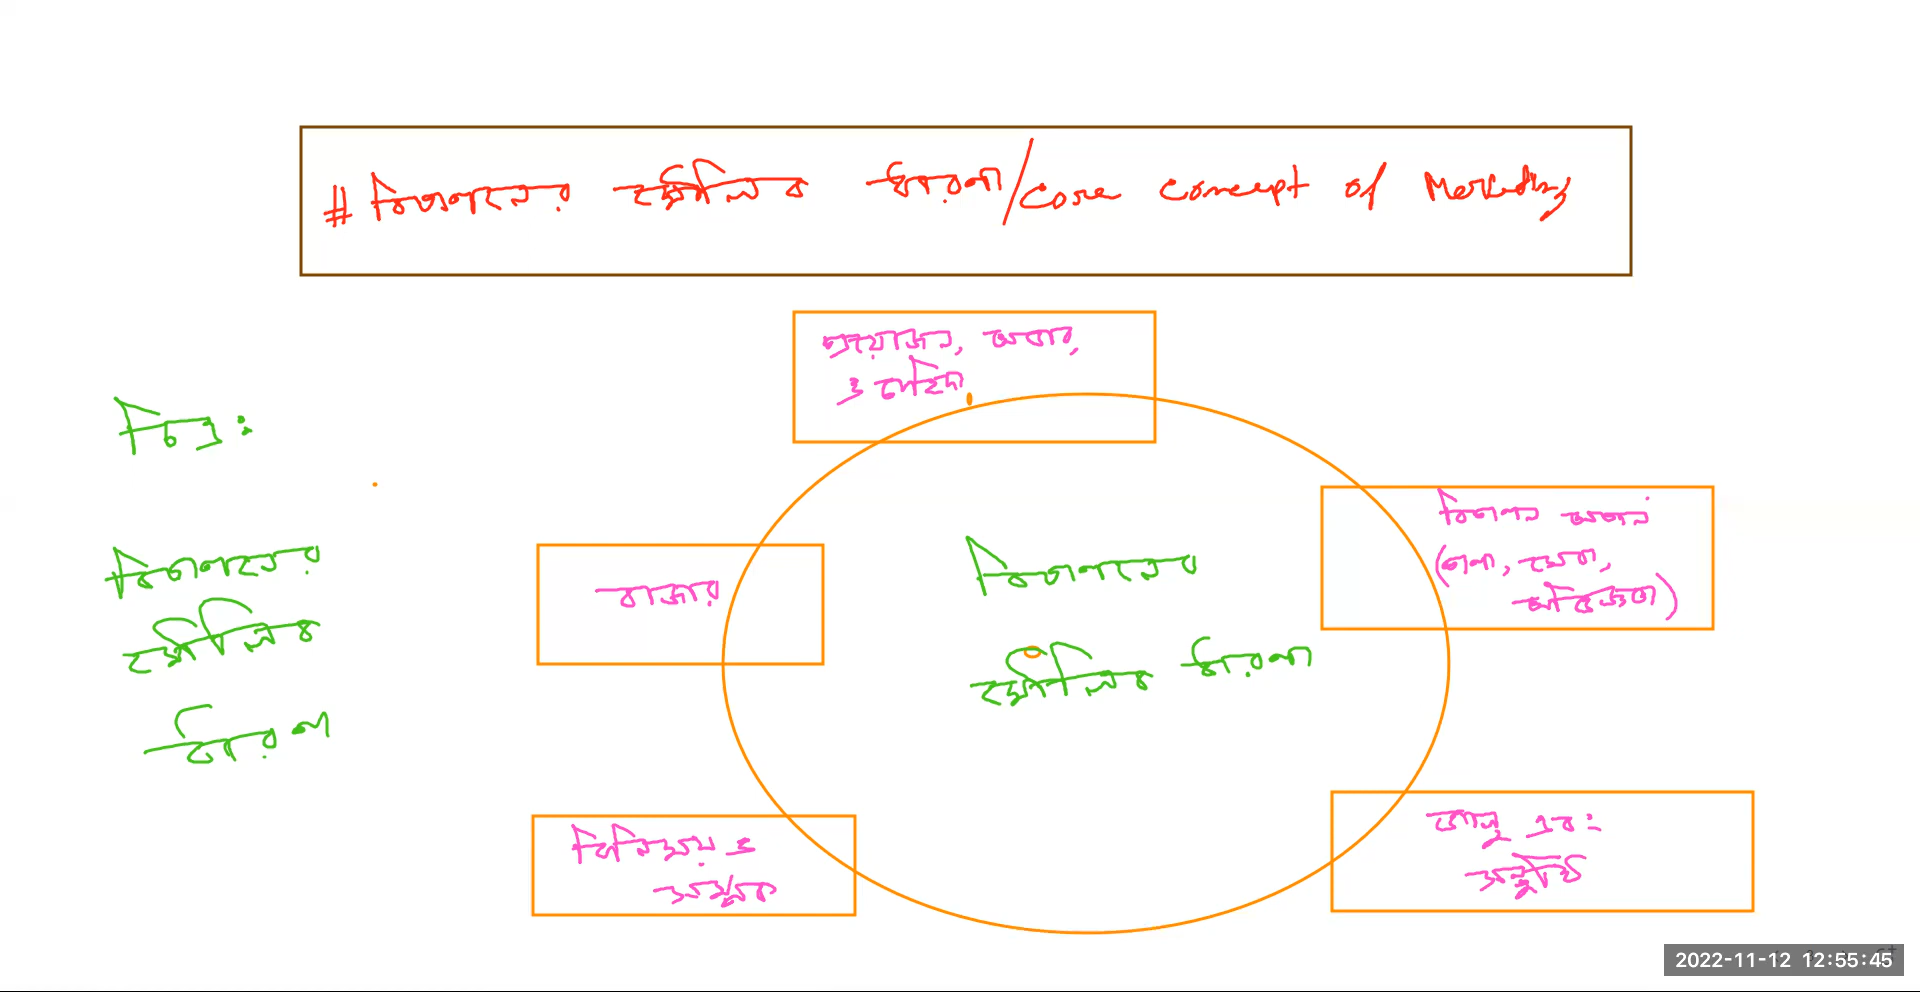 # বিপণনের মৌলিক ধারণা/Core Concept of Marketing
প্রয়োজন, অভাব,
ও চাহিদা
চিত্র:
বিপণন অফার
(পণ্য, সেবা,
অভিজ্ঞতা)
বাজার
বিপণনের
মৌলিক ধারণা
বিপণনের
মৌলিক
ধারণা
ভ্যালু এবং
সন্তুষ্টি
বিনিময় ও
সম্পর্ক
2022-11-12 12:55:45